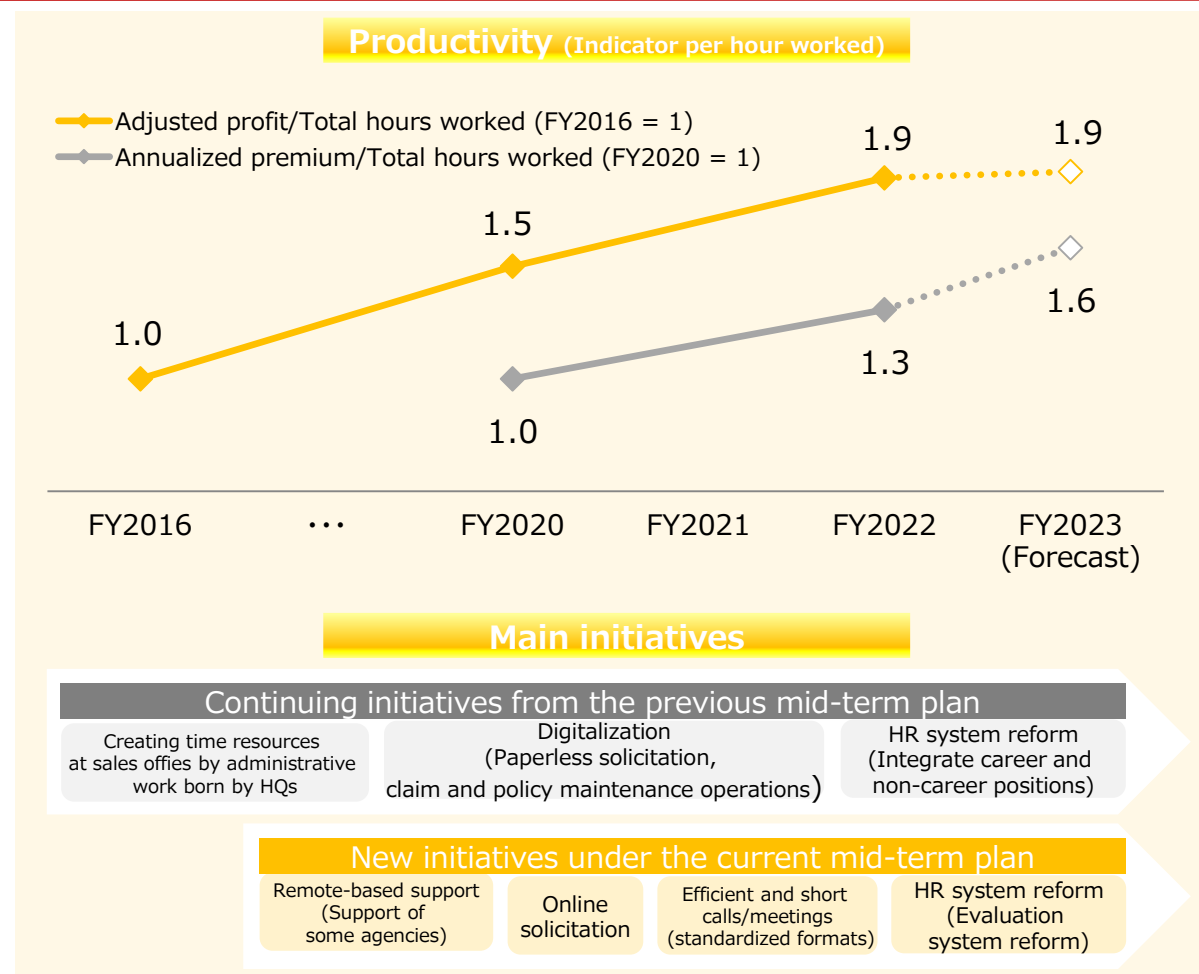 Productivity (Indicator per hour worked)
Adjusted profit/Total hours worked (FY2016 = 1)
Annualized premium/Total hours worked (FY2020 = 1)
1.9
1.9
1.5
1.0
1.6
1.3
1.0
FY2016
･･･
FY2020
FY2021
FY2022
FY2023
(Forecast)
Main initiatives
Continuing initiatives from the previous mid-term plan
Creating time resources
at sales offies by administrative
work born by HQs
Digitalization
(Paperless solicitation,
claim and policy maintenance operations)
HR system reform
(Integrate career and
non-career positions)
New initiatives under the current mid-term plan
Remote-based support
(Support of
some agencies)
Online
solicitation
Efficient and short
calls/meetings
(standardized formats)
HR system reform
(Evaluation
system reform)